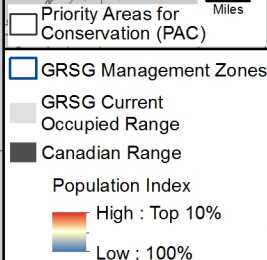 Miles
Priority Areas for
Conservation (PAC)
GRSG Management Zones
GRSG Current
Occupied Range
Canadian Range
Population Index
High : Top 10%
Low : 100%